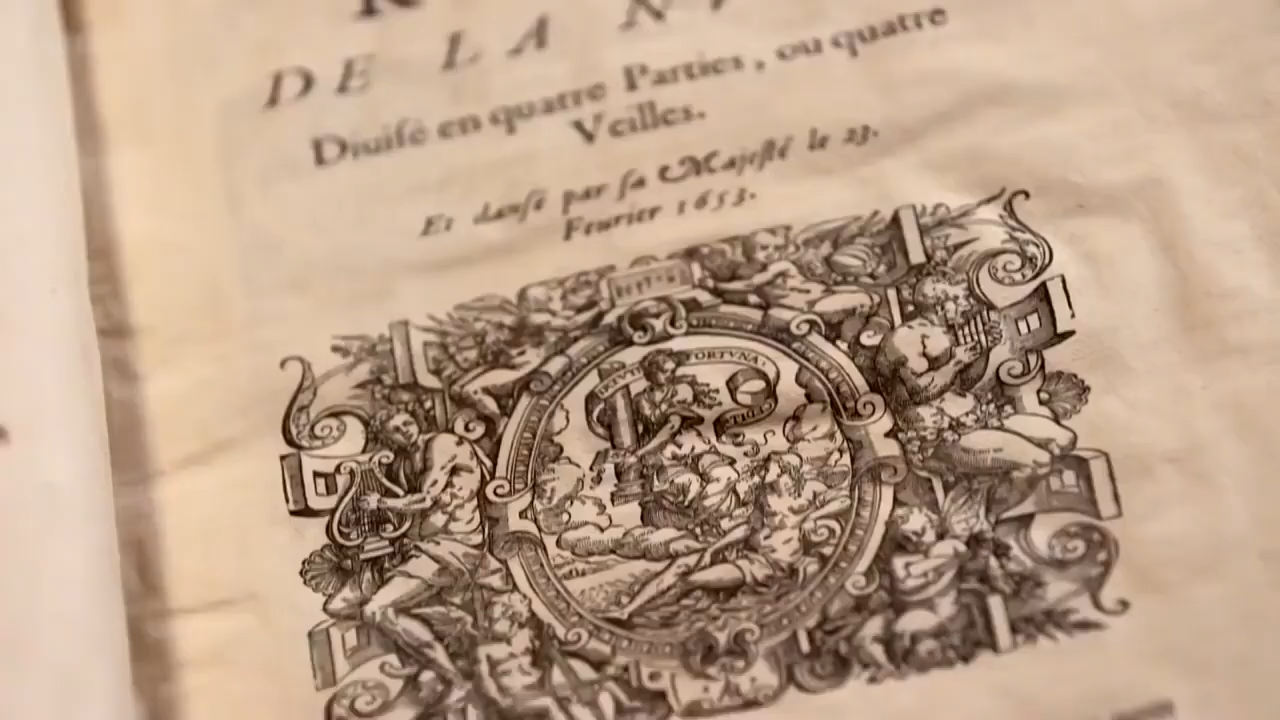 DE LA
Diuisé en quatre Parties, ou quatre
Veilles.
Et dansé par sa Majesté le 23.
Feurier 1653.
FORTVNA
CEDIT